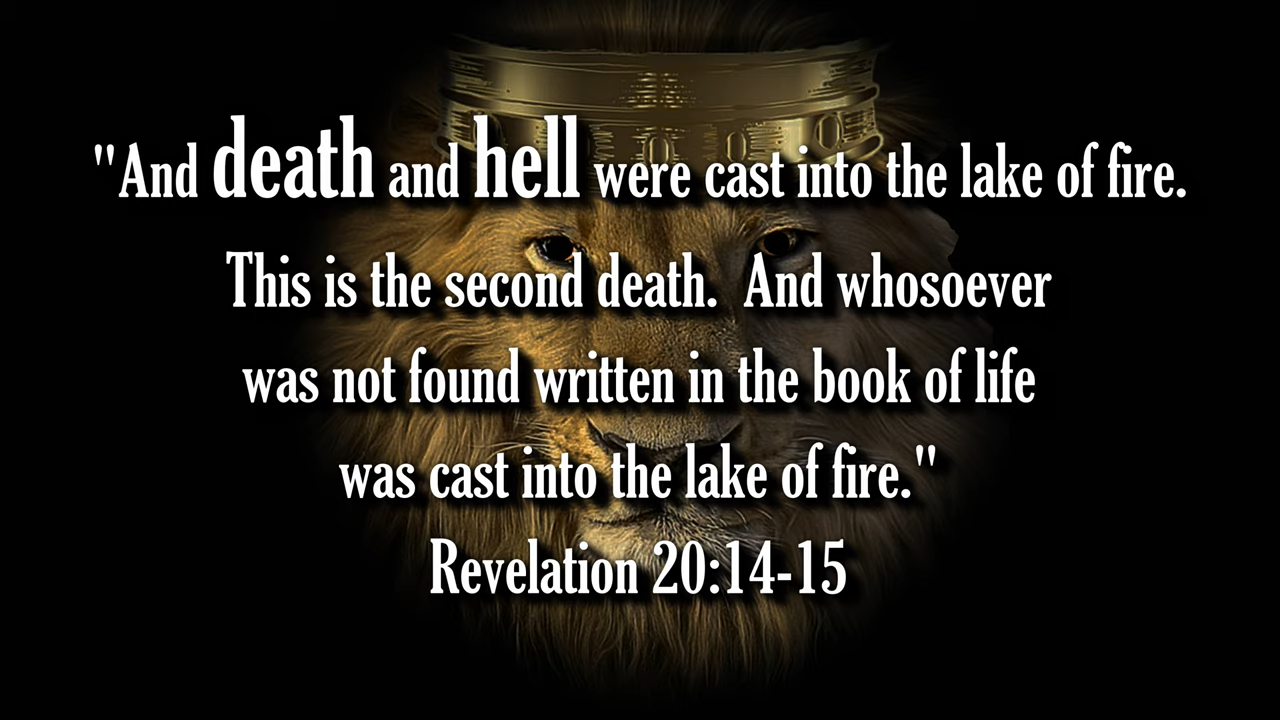 "And death and hell were cast into the lake of fire.
This is the second death.  And whosoever
was not found written in the book of life
was cast into the lake of fire."
Revelation 20:14-15